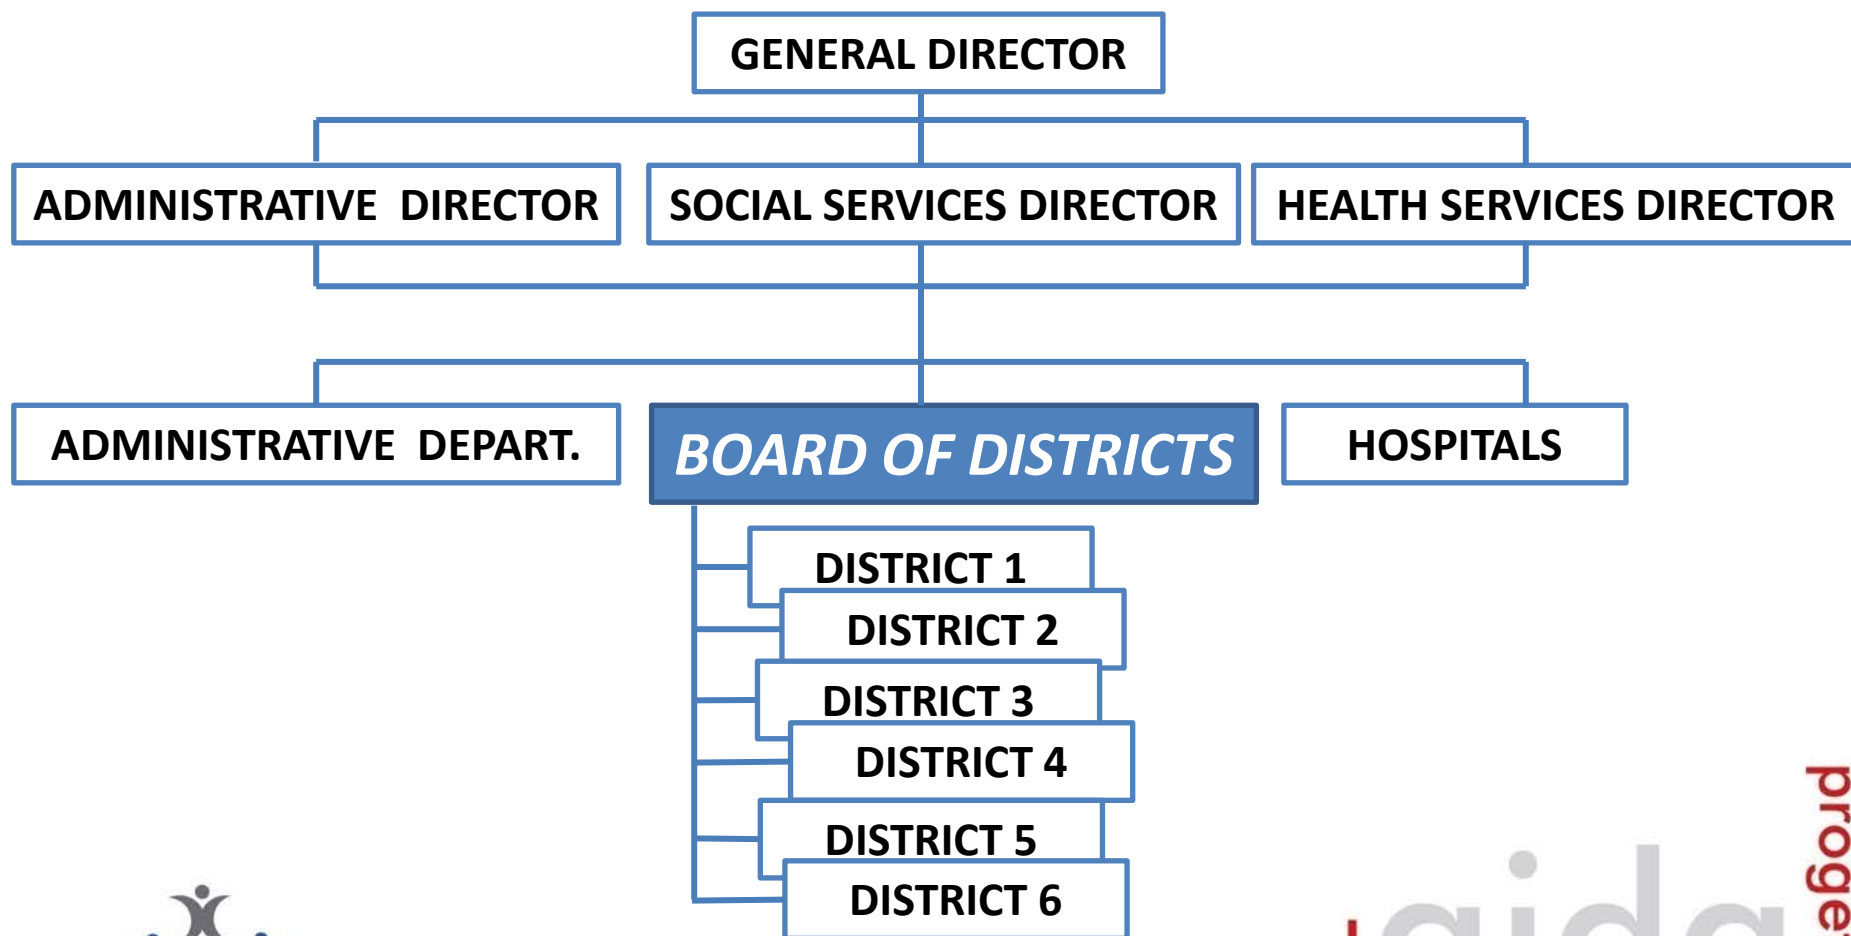 GENERAL DIRECTOR
ADMINISTRATIVE DIRECTOR
SOCIAL SERVICES DIRECTOR
HEALTH SERVICES DIRECTOR
ADMINISTRATIVE DEPART.
BOARD OF DISTRICTS
HOSPITALS
DISTRICT 1
DISTRICT 2
DISTRICT 3
DISTRICT 4
DISTRICT 5
DISTRICT 6